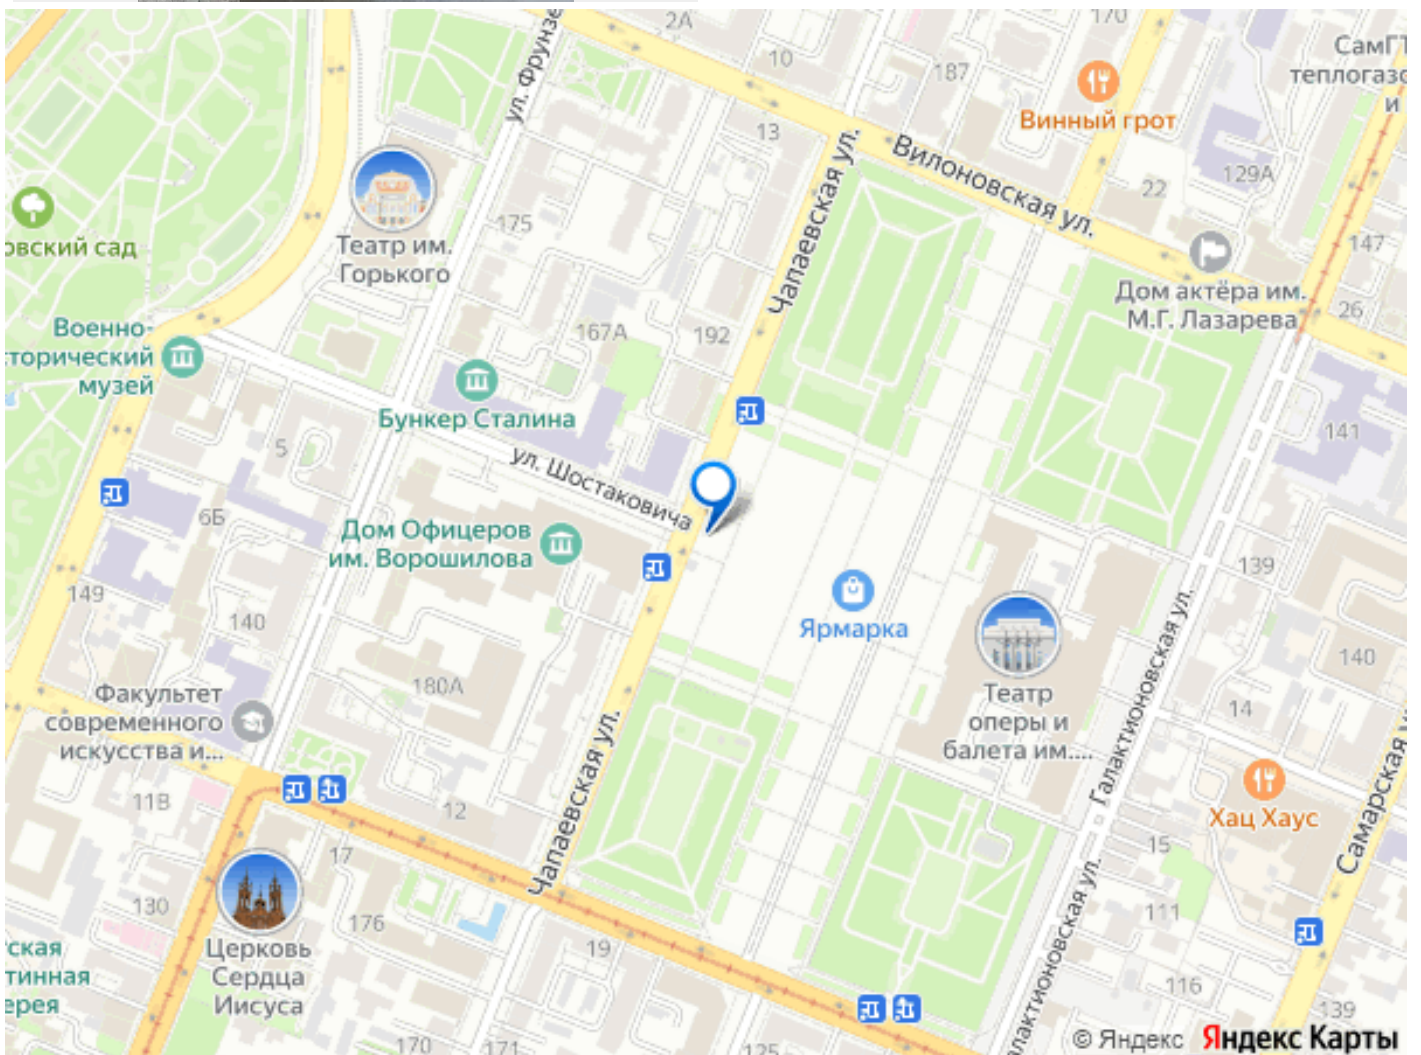 2А
170
ул. Фрунзе
10
187
СамГТ
теплогазо
и
Винный грот
13
Вилоновская ул.
129А
22
147
овский сад
Театр им.
Горького
175
Чапаевская ул.
Дом актёра им.
М.Г. Лазарева
26
Военно-
сторический
музей
167А
192
Бункер Сталина
5
141
ул. Шостаковича
6Б
Дом Офицеров
им. Ворошилова
139
149
140
Ярмарка
Галактионовская ул.
140
180А
Факультет
современного
искусства и...
Театр
оперы и
балета им....
14
Чапаевская ул.
11В
12
Хац Хаус
Самарская ул
17
15
130
176
111
Церковь
Сердца
Иисуса
19
ская
тинная
ерея
116
139
лактионовская ул.
170
171
125
© Яндекс Яндекс Карты